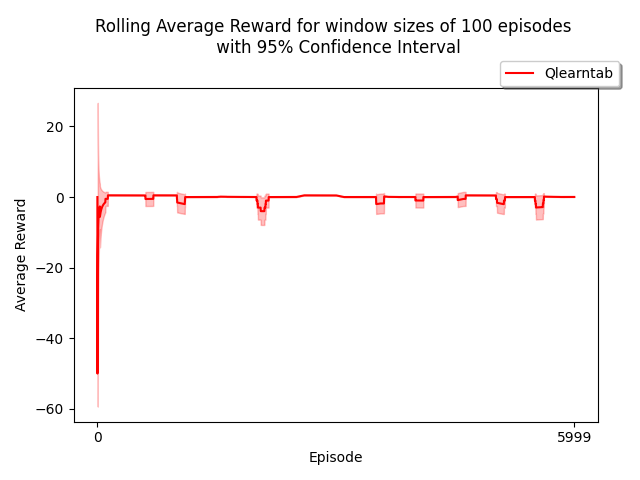 Rolling Average Reward for window sizes of 100 episodes
with 95% Confidence Interval
Qlearntab
20
0
−20
−40
−60
Average Reward
0
5999
Episode